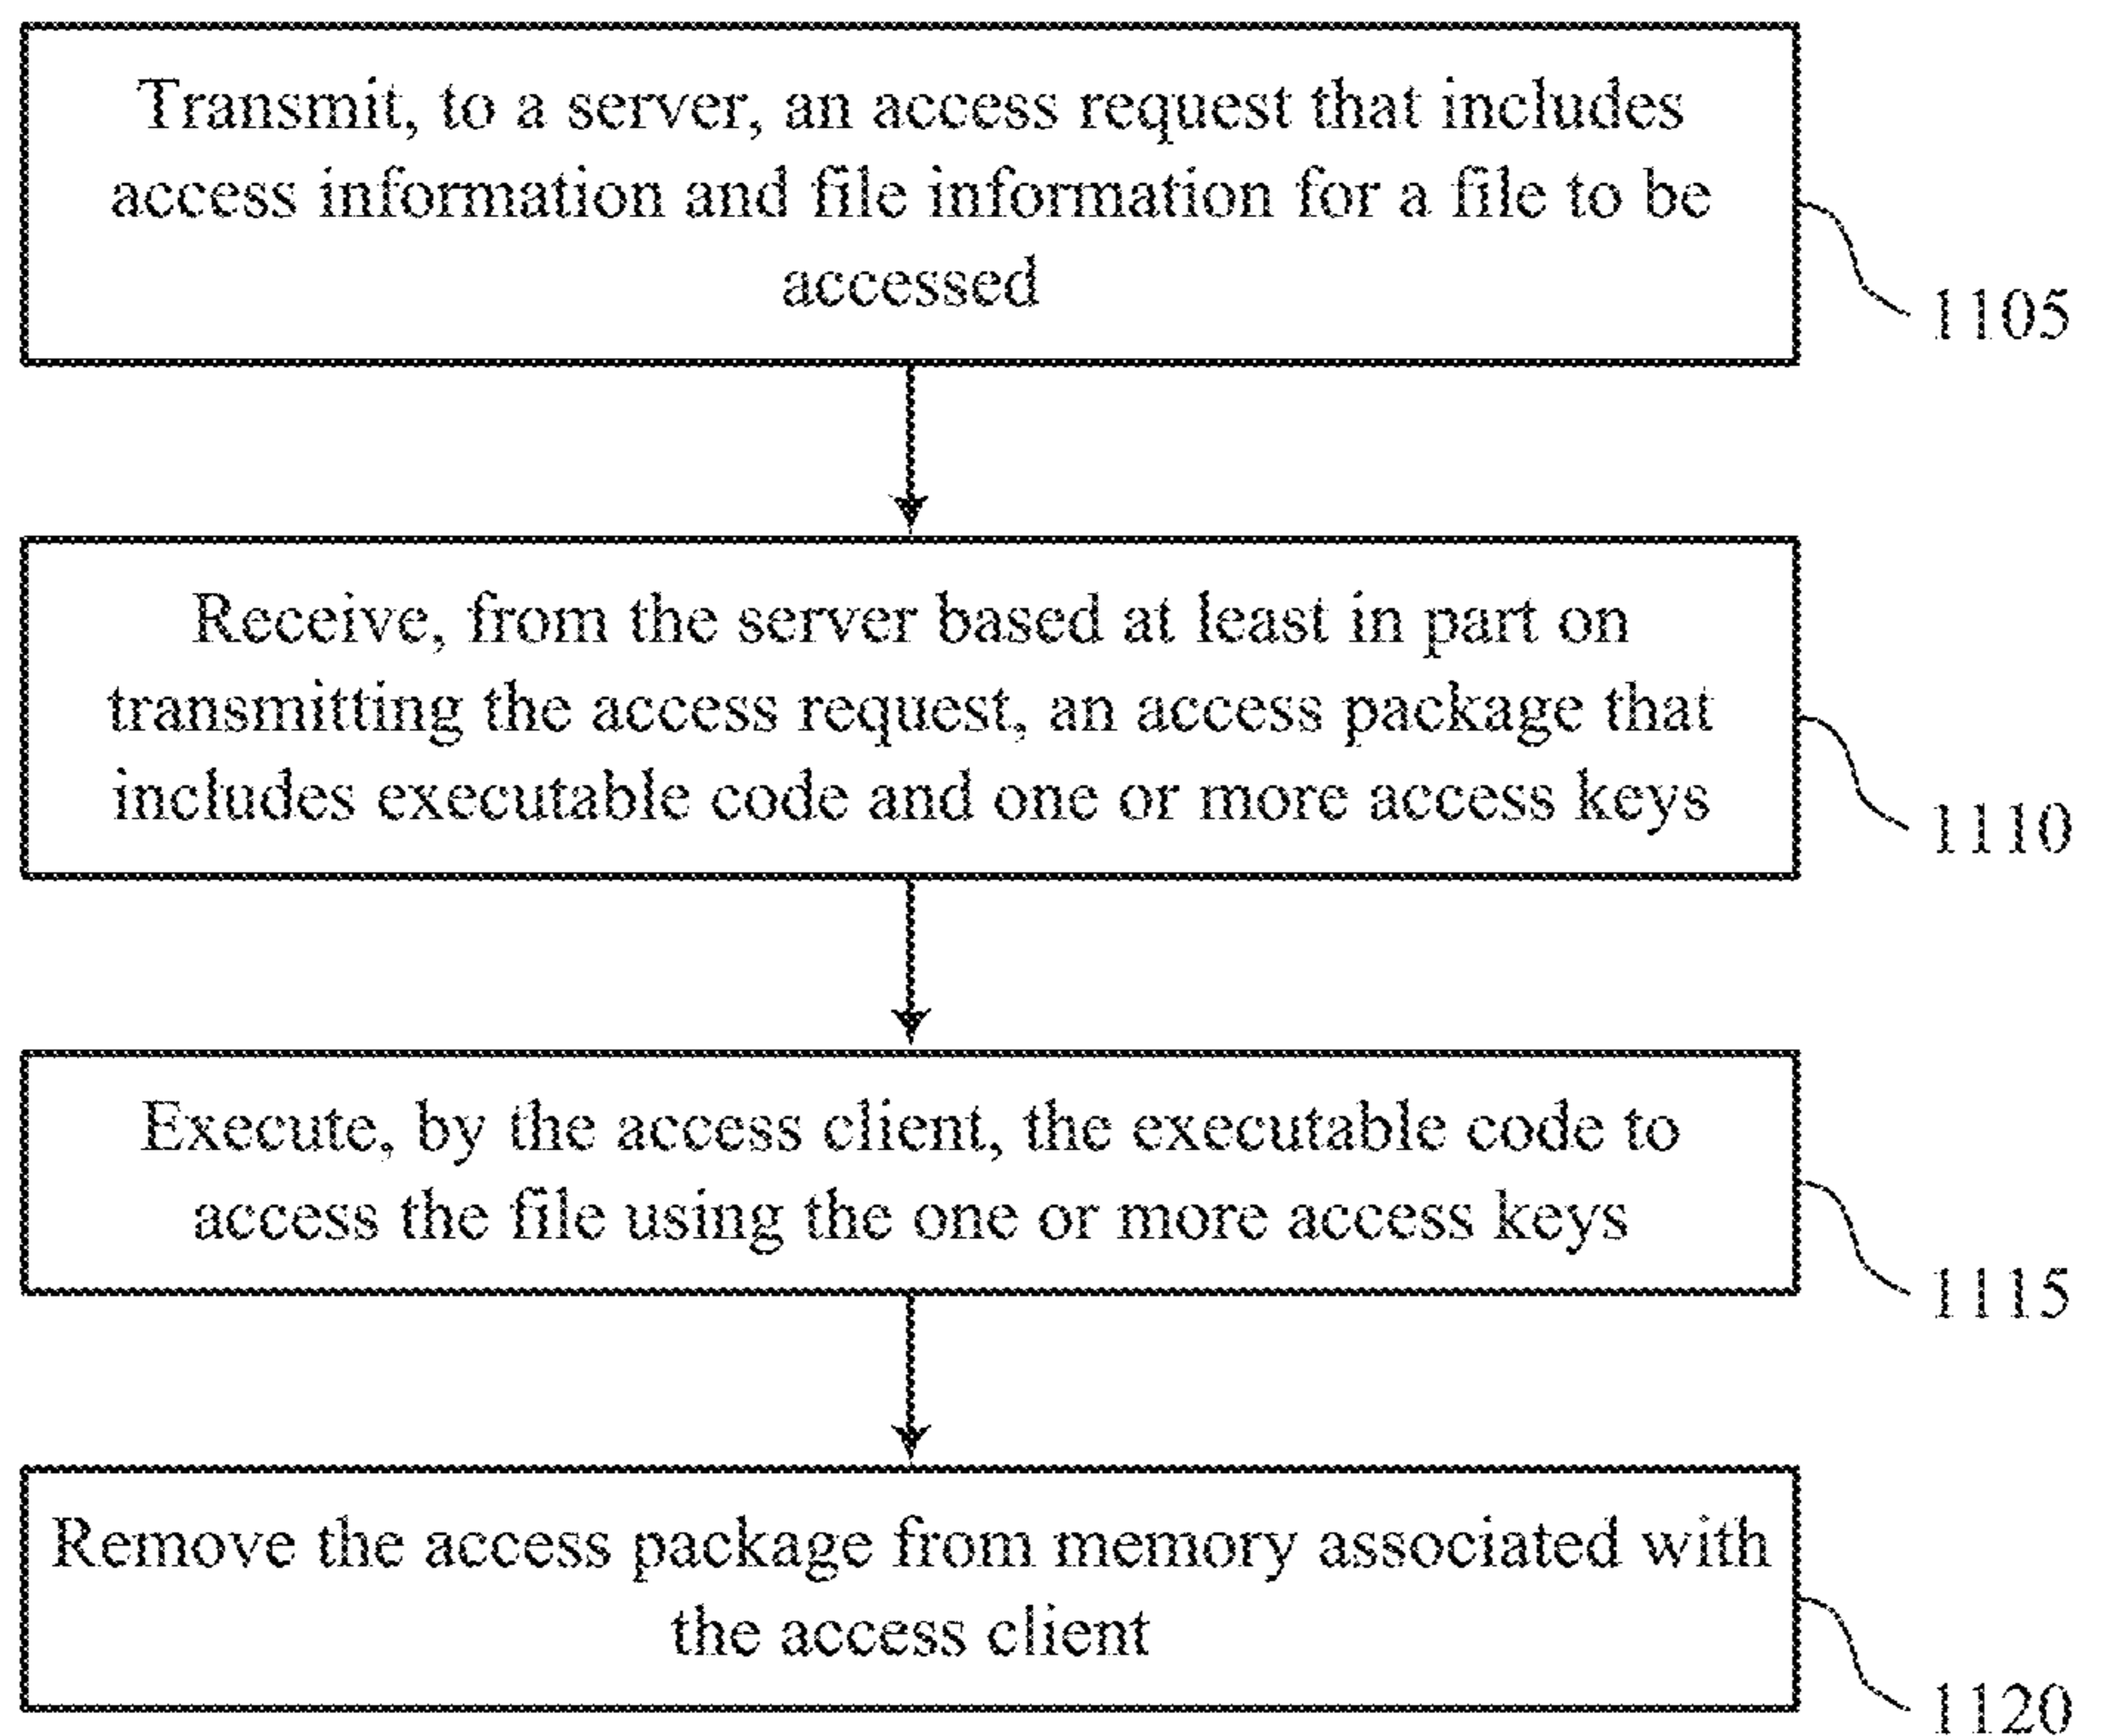 Transmit, to a server, an access request that includes
access information and file information for a file to be
accessed
1105
Receive, from the server based at least in part on
transmitting the access request, an access package that
includes executable code and one or more access keys
1110
Execute, by the access client, the executable code to
access the file using the one or more access keys
1115
Remove the access package from memory associated with
the access client
1120